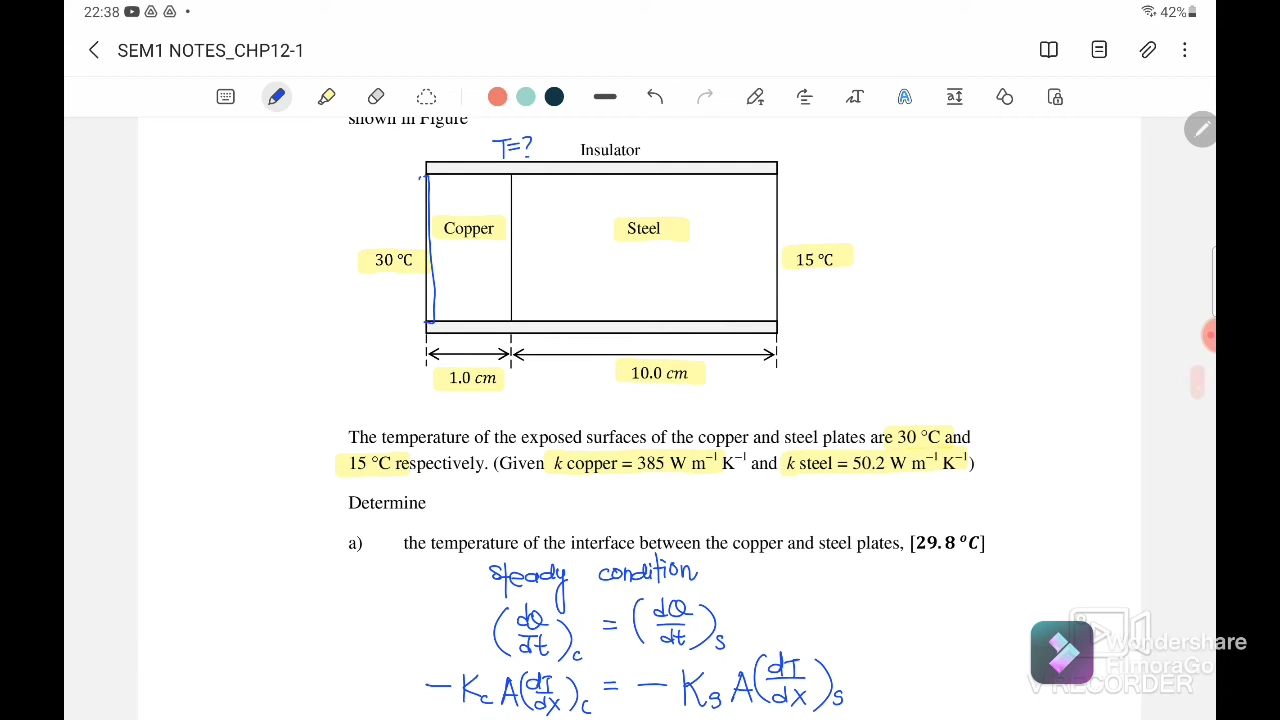 22:38 42%
SEM1 NOTES_CHP12-1
shown in Figure
T=?
Insulator
Copper Steel
30 °C 15 °C
1.0 cm 10.0 cm
The temperature of the exposed surfaces of the copper and steel plates are 30 °C and
15 °C respectively. (Given k copper = 385 W m⁻¹ K⁻¹ and k steel = 50.2 W m⁻¹ K⁻¹)
Determine
a) the temperature of the interface between the copper and steel plates, [29.8 °C]
steady condition
(dQ/dt)c = (dQ/dt)s
- Kc A(dT/dx)c = - Ks A(dT/dx)s
Wondershare
FilmoraGo